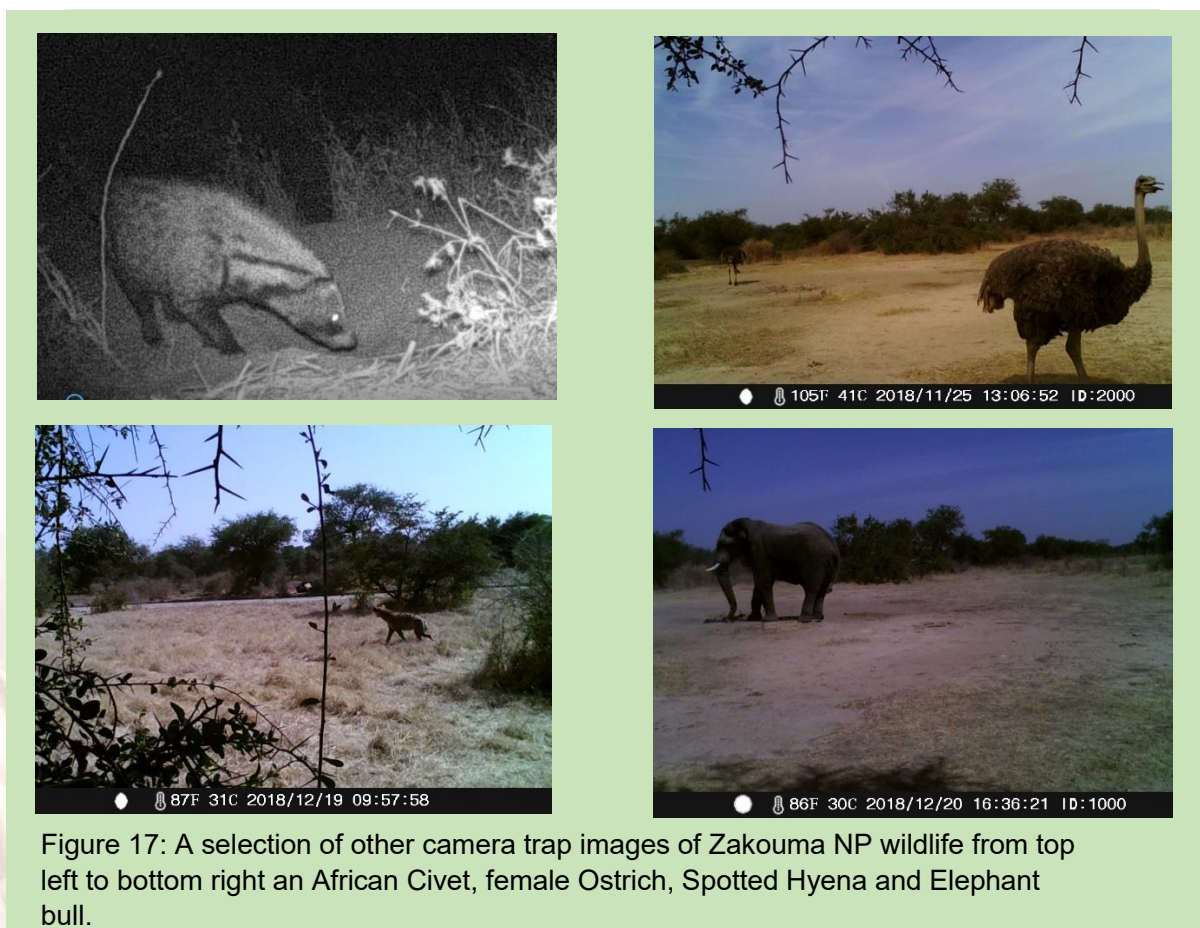 105F 41C 2018/11/25 13:06:52 ID:2000
87F 31C 2018/12/19 09:57:58
86F 30C 2018/12/20 16:36:21 ID:1000
Figure 17: A selection of other camera trap images of Zakouma NP wildlife from top
left to bottom right an African Civet, female Ostrich, Spotted Hyena and Elephant
bull.